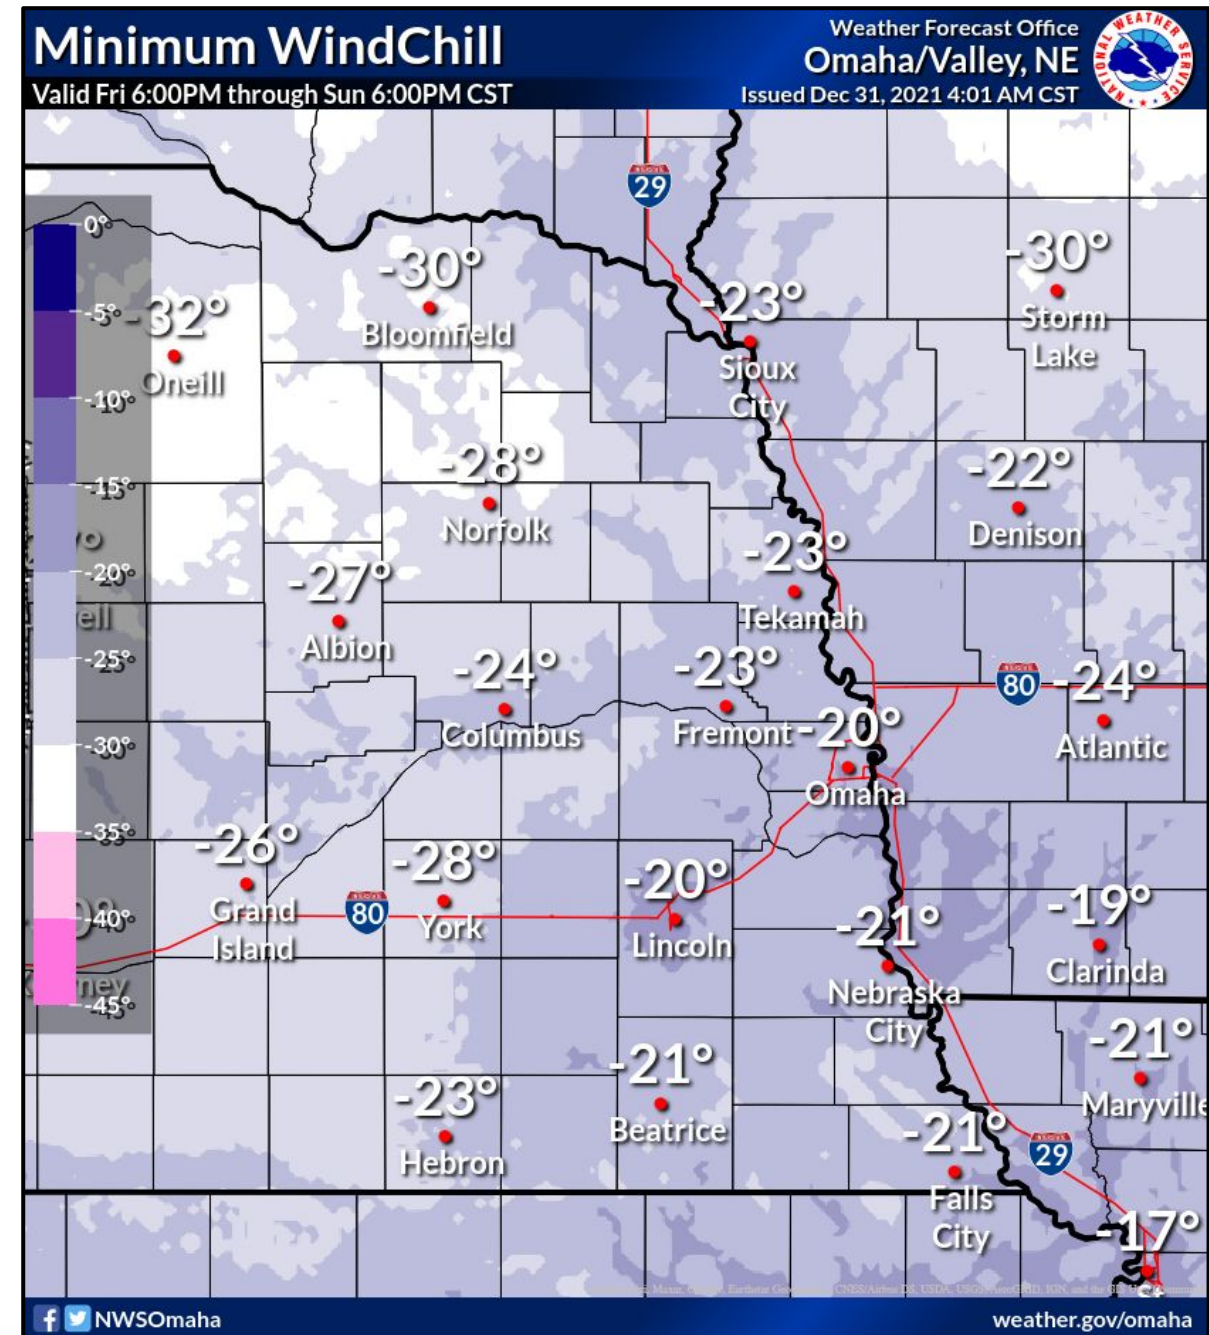 Minimum WindChill
Valid Fri 6:00PM through Sun 6:00PM CST
Weather Forecast Office
Omaha/Valley, NE
Issued Dec 31, 2021 4:01 AM CST
NATIONAL WEATHER SERVICE
29
0°
-5°
-10°
-15°
-20°
-25°
-30°
-35°
-40°
-45°
-32°
Oneill
-30°
Bloomfield
-23°
Sioux
City
-30°
Storm
Lake
-28°
Norfolk
-22°
Denison
-27°
Albion
-23°
Tekamah
-24°
Columbus
-23°
Fremont
80
-24°
Atlantic
-20°
Omaha
-26°
Grand
Island
80
-28°
York
-20°
Lincoln
-21°
Nebraska
City
-19°
Clarinda
-23°
Hebron
-21°
Beatrice
-21°
Maryville
-21°
Falls
City
29
-17°
NWSOmaha
weather.gov/omaha